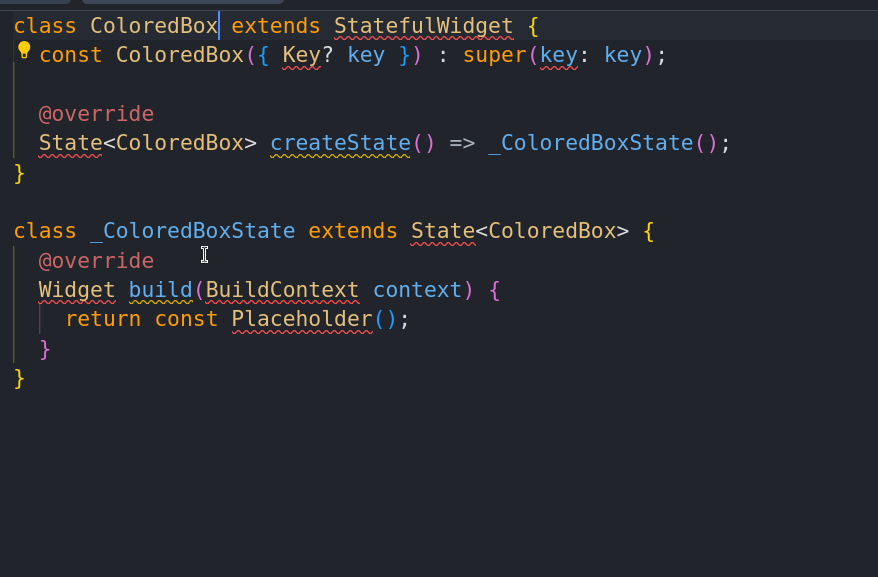 class ColoredBox extends StatefulWidget {
  const ColoredBox({ Key? key }) : super(key: key);
  @override
  State<ColoredBox> createState() => _ColoredBoxState();
}
class _ColoredBoxState extends State<ColoredBox> {
  @override
  Widget build(BuildContext context) {
    return const Placeholder();
  }
}